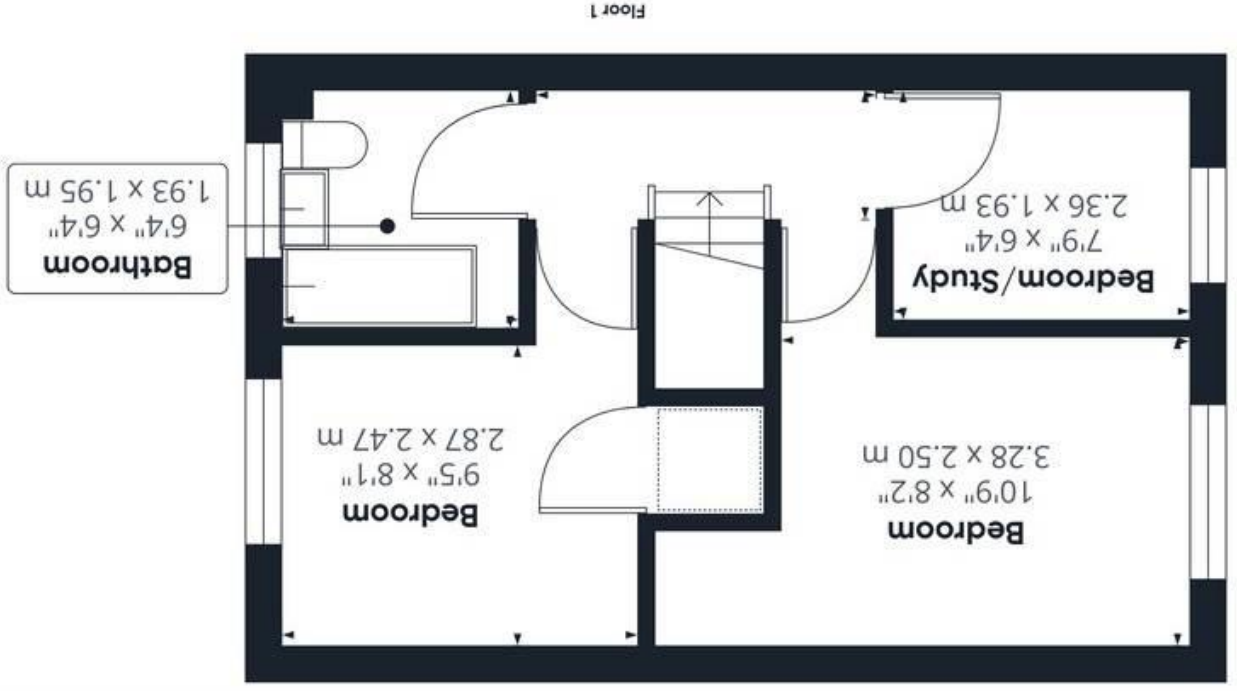 Bedroom
10'9" x 8'2"
3.28 x 2.50 m
Bedroom
9'5" x 8'1"
2.87 x 2.47 m
Bedroom/Study
7'9" x 6'4"
2.36 x 1.93 m
Bathroom
6'4" x 6'4"
1.93 x 1.95 m
Floor 1